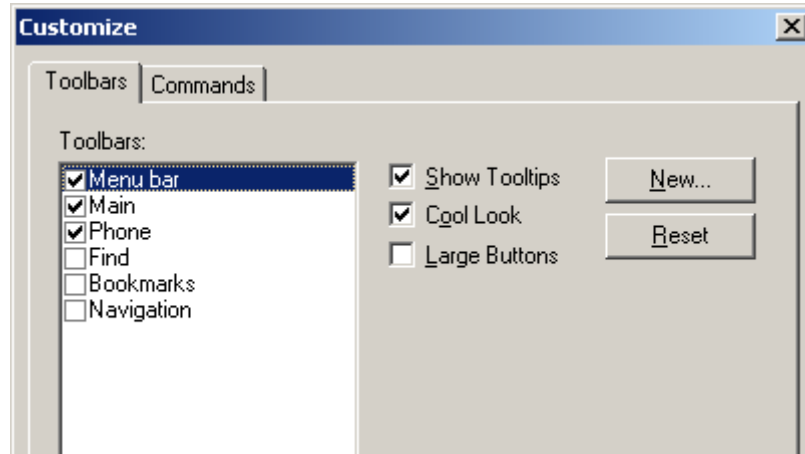 Customize
Toolbars Commands
Toolbars:
Menu bar
Main
Phone
Find
Bookmarks
Navigation
Show Tooltips
Cool Look
Large Buttons
New...
Reset